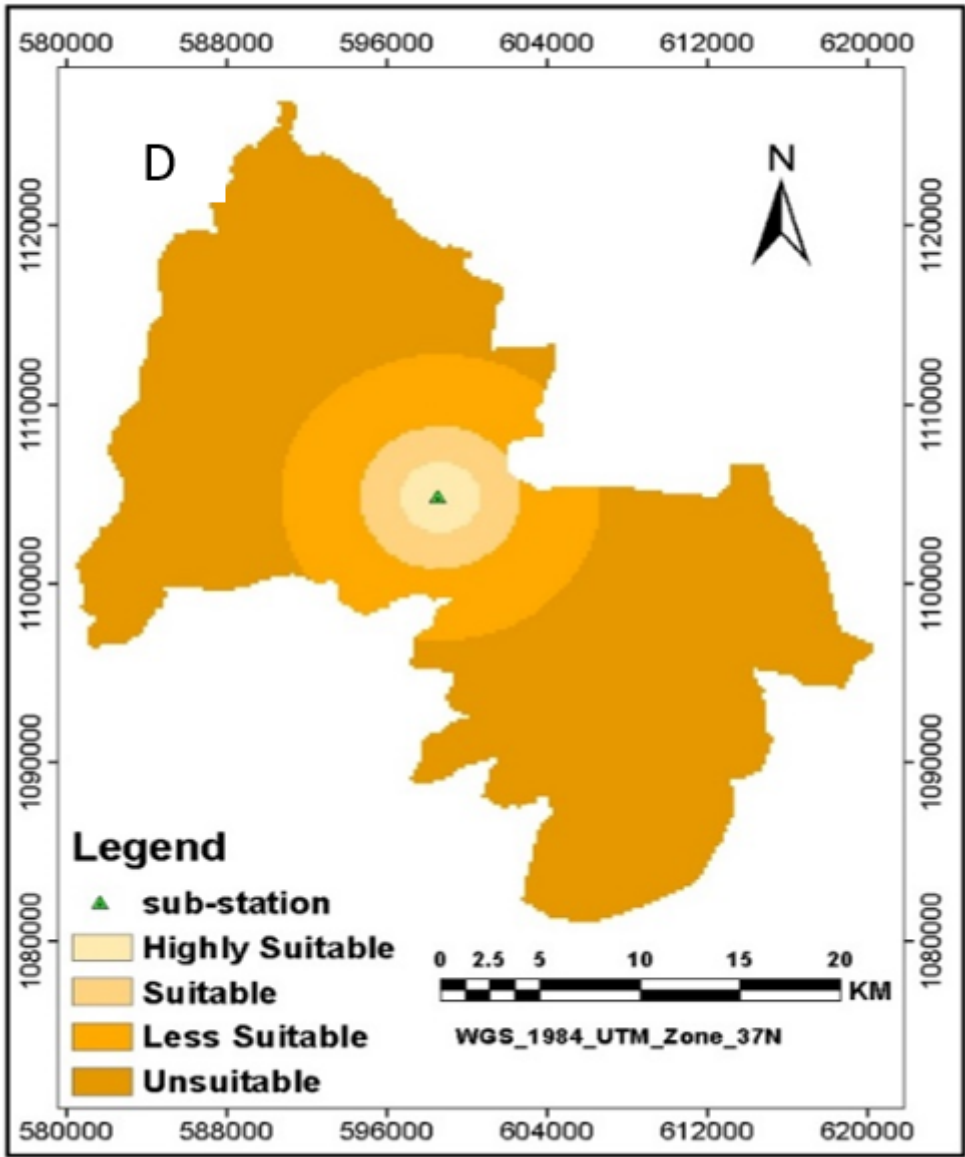 580000 588000 596000 604000 612000 620000
D
N
1120000 1120000
1110000 1110000
1100000 1100000
1090000 1090000
1080000 1080000
Legend
sub-station
Highly Suitable
Suitable
Less Suitable
Unsuitable
0 2.5 5 10 15 20
KM
WGS_1984_UTM_Zone_37N
580000 588000 596000 604000 612000 620000